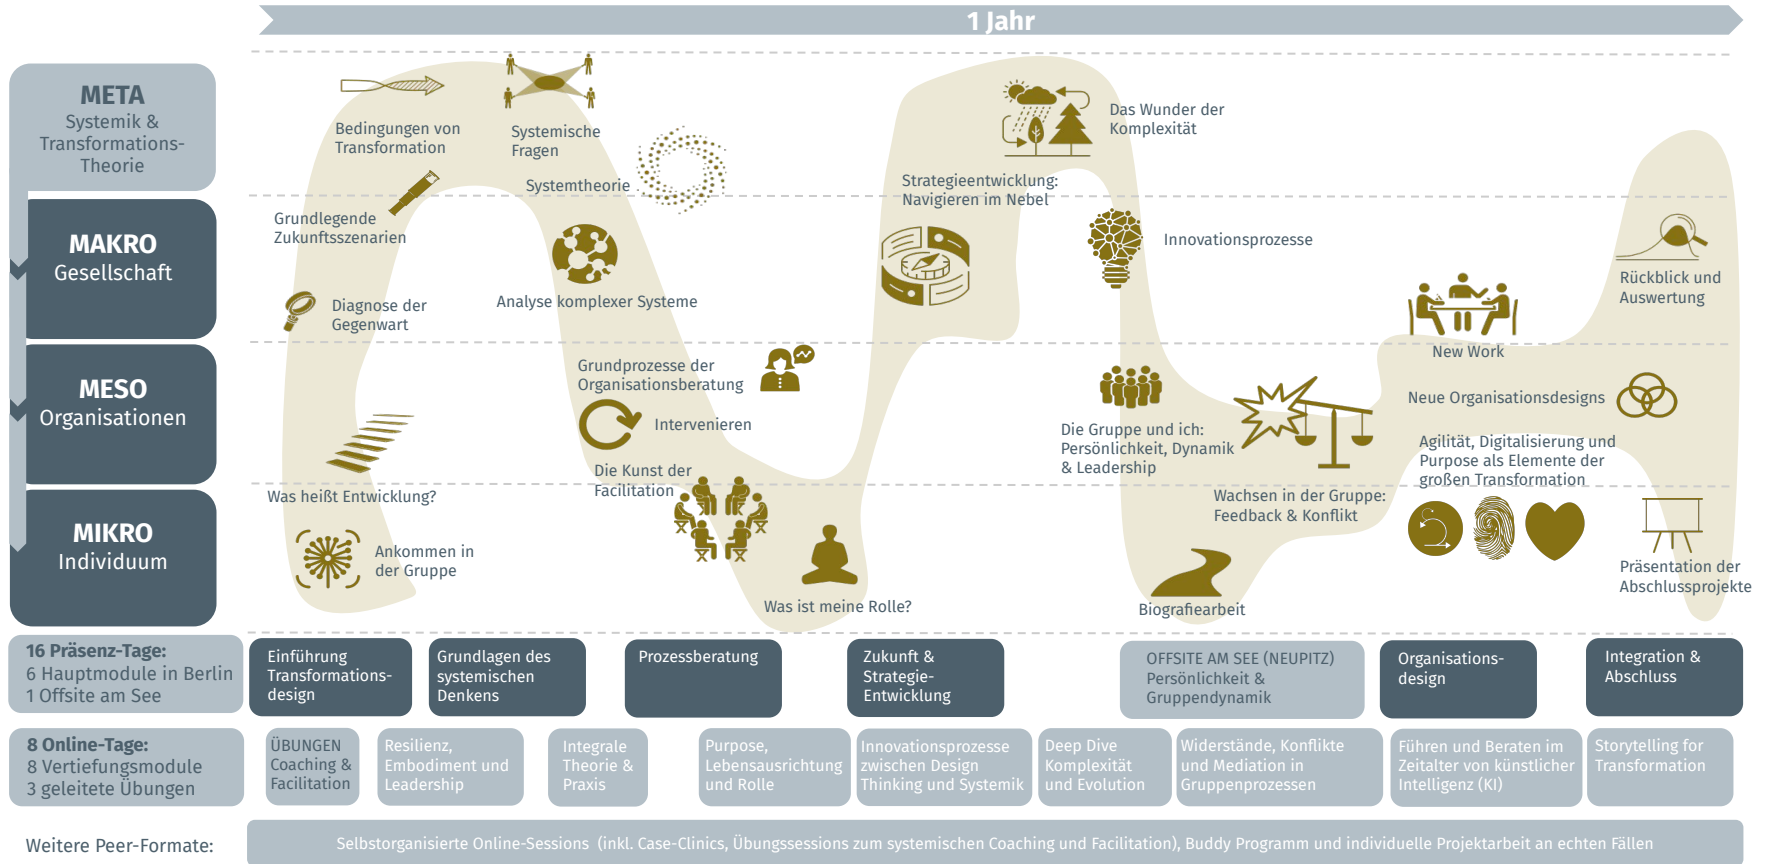 1 Jahr
META
Systemik &
Transformations-
Theorie
MAKRO
Gesellschaft
MESO
Organisationen
MIKRO
Individuum
Bedingungen von
Transformation
Systemische
Fragen
Systemtheorie
Das Wunder der
Komplexität
Grundlegende
Zukunftsszenarien
Strategieentwicklung:
Navigieren im Nebel
Innovationsprozesse
Diagnose der
Gegenwart
Analyse komplexer Systeme
Rückblick und
Auswertung
Grundprozesse der
Organisationsberatung
New Work
Intervenieren
Neue Organisationsdesigns
Die Gruppe und ich:
Persönlichkeit, Dynamik
& Leadership
Agilität, Digitalisierung und
Purpose als Elemente der
großen Transformation
Die Kunst der
Facilitation
Was heißt Entwicklung?
Wachsen in der Gruppe:
Feedback & Konflikt
Ankommen in
der Gruppe
Was ist meine Rolle?
Biografiearbeit
Präsentation der
Abschlussprojekte
16 Präsenz-Tage:
6 Hauptmodule in Berlin
1 Offsite am See
Einführung
Transformations-
design
Grundlagen des
systemischen
Denkens
Prozessberatung
Zukunft &
Strategie-
Entwicklung
OFFSITE AM SEE (NEUPITZ)
Persönlichkeit &
Gruppendynamik
Organisations-
design
Integration &
Abschluss
8 Online-Tage:
8 Vertiefungsmodule
3 geleitete Übungen
ÜBUNGEN
Coaching &
Facilitation
Resilienz,
Embodiment und
Leadership
Integrale
Theorie &
Praxis
Purpose,
Lebensausrichtung
und Rolle
Innovationsprozesse
zwischen Design
Thinking und Systemik
Deep Dive
Komplexität
und Evolution
Widerstände, Konflikte
und Mediation in
Gruppenprozessen
Führen und Beraten im
Zeitalter von künstlicher
Intelligenz (KI)
Storytelling for
Transformation
Weitere Peer-Formate:
Selbstorganisierte Online-Sessions (inkl. Case-Clinics, Übungssessions zum systemischen Coaching und Facilitation), Buddy Programm und individuelle Projektarbeit an echten Fällen